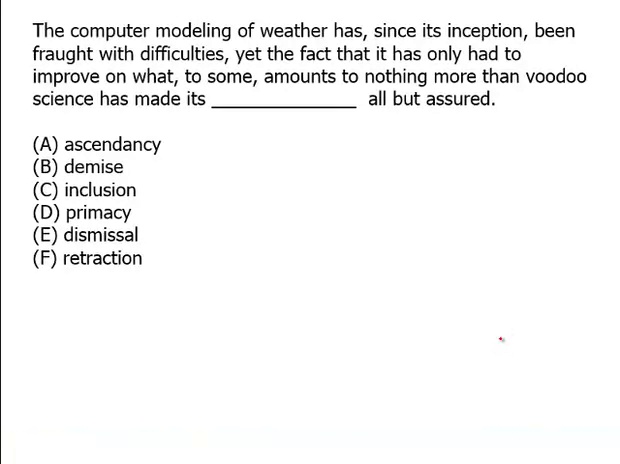 The computer modeling of weather has, since its inception, been
fraught with difficulties, yet the fact that it has only had to
improve on what, to some, amounts to nothing more than voodoo
science has made its _______________ all but assured.
(A) ascendancy
(B) demise
(C) inclusion
(D) primacy
(E) dismissal
(F) retraction